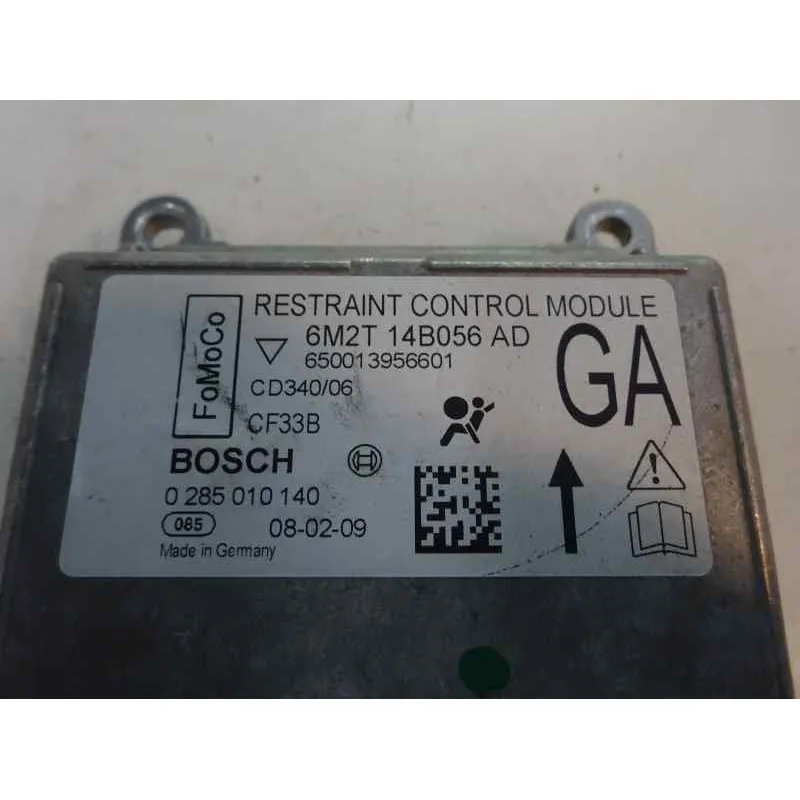 FoMoCo
RESTRAINT CONTROL MODULE
6M2T 14B056 AD
650013956601
CD340/06
CF33B
GA
BOSCH
0 285 010 140
085 08-02-09
Made in Germany